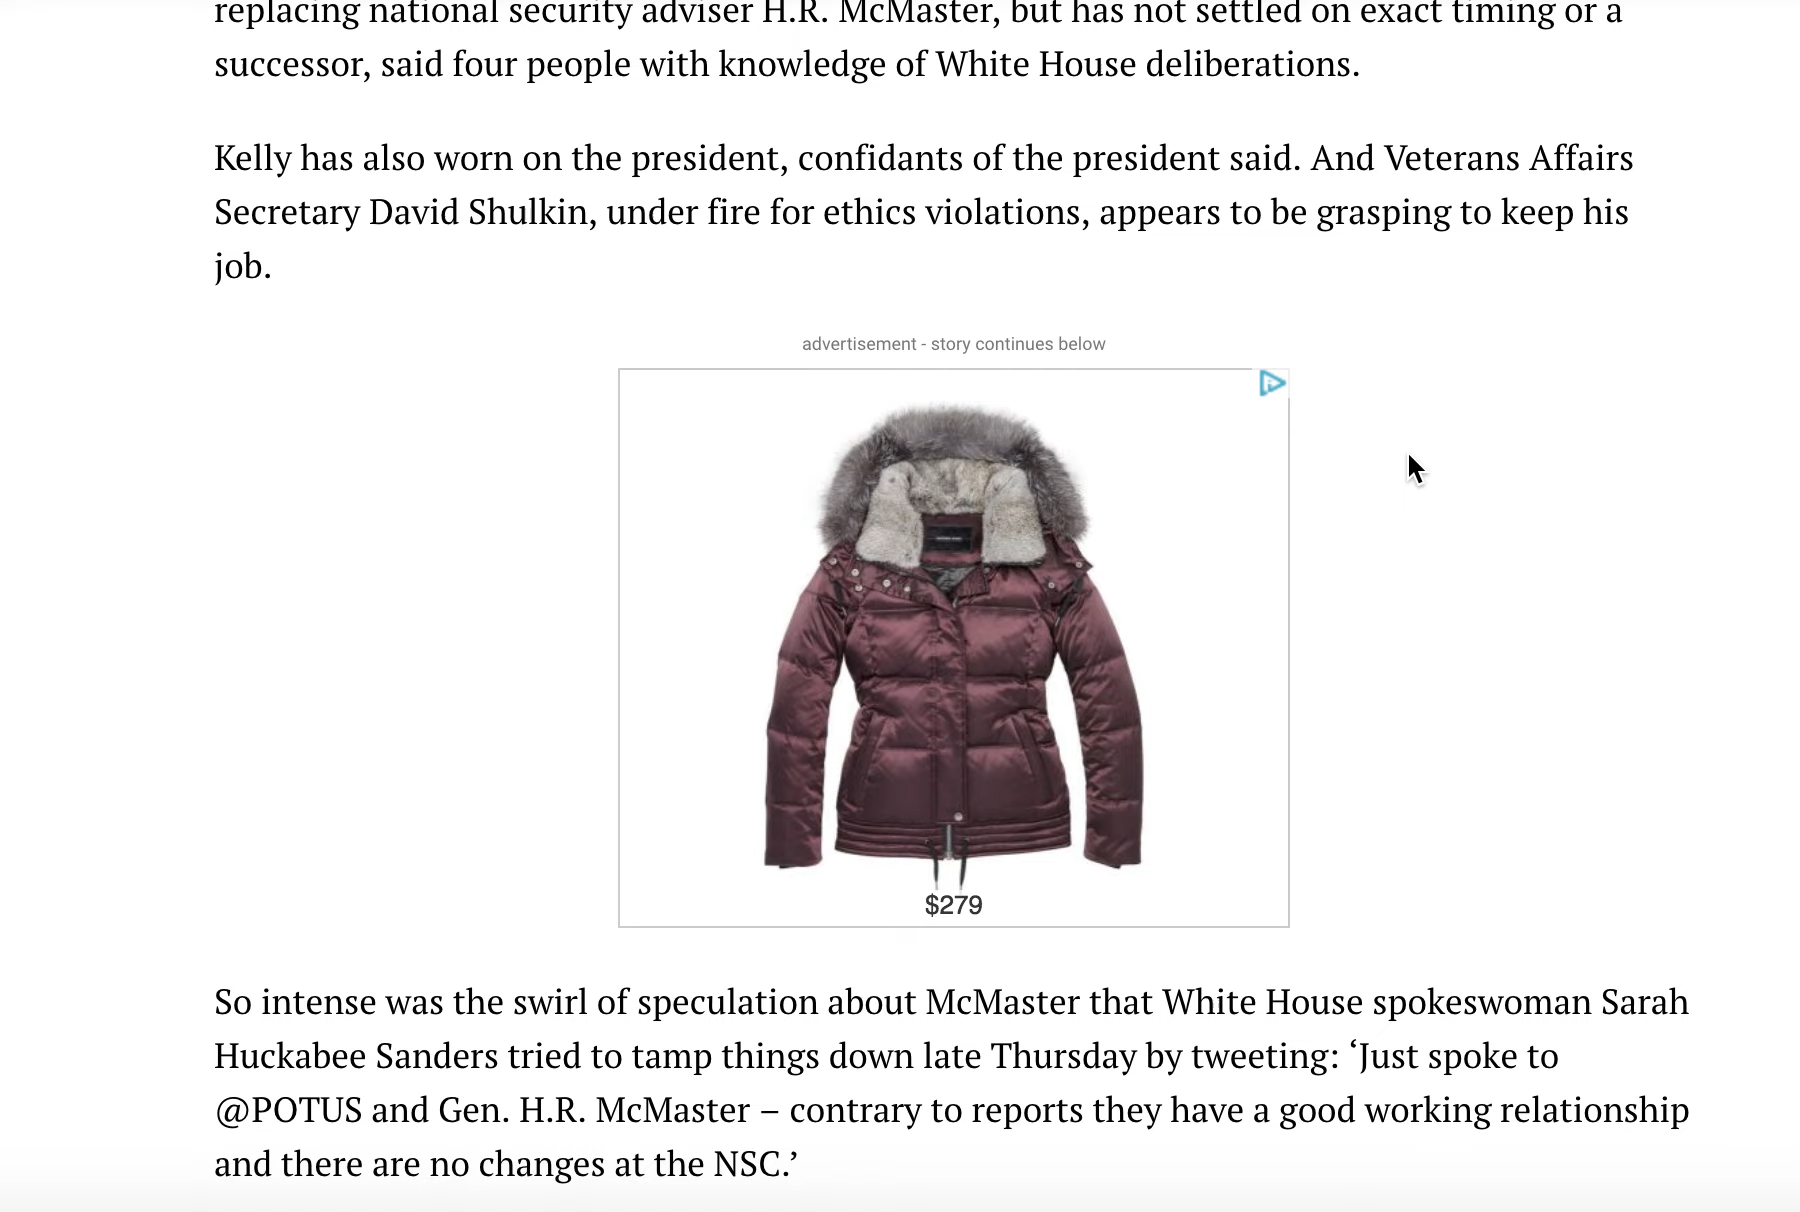 replacing national security adviser H.R. McMaster, but has not settled on exact timing or a
successor, said four people with knowledge of White House deliberations.
Kelly has also worn on the president, confidants of the president said. And Veterans Affairs
Secretary David Shulkin, under fire for ethics violations, appears to be grasping to keep his
job.
advertisement - story continues below
$279
So intense was the swirl of speculation about McMaster that White House spokeswoman Sarah
Huckabee Sanders tried to tamp things down late Thursday by tweeting: ‘Just spoke to
@POTUS and Gen. H.R. McMaster – contrary to reports they have a good working relationship
and there are no changes at the NSC.’